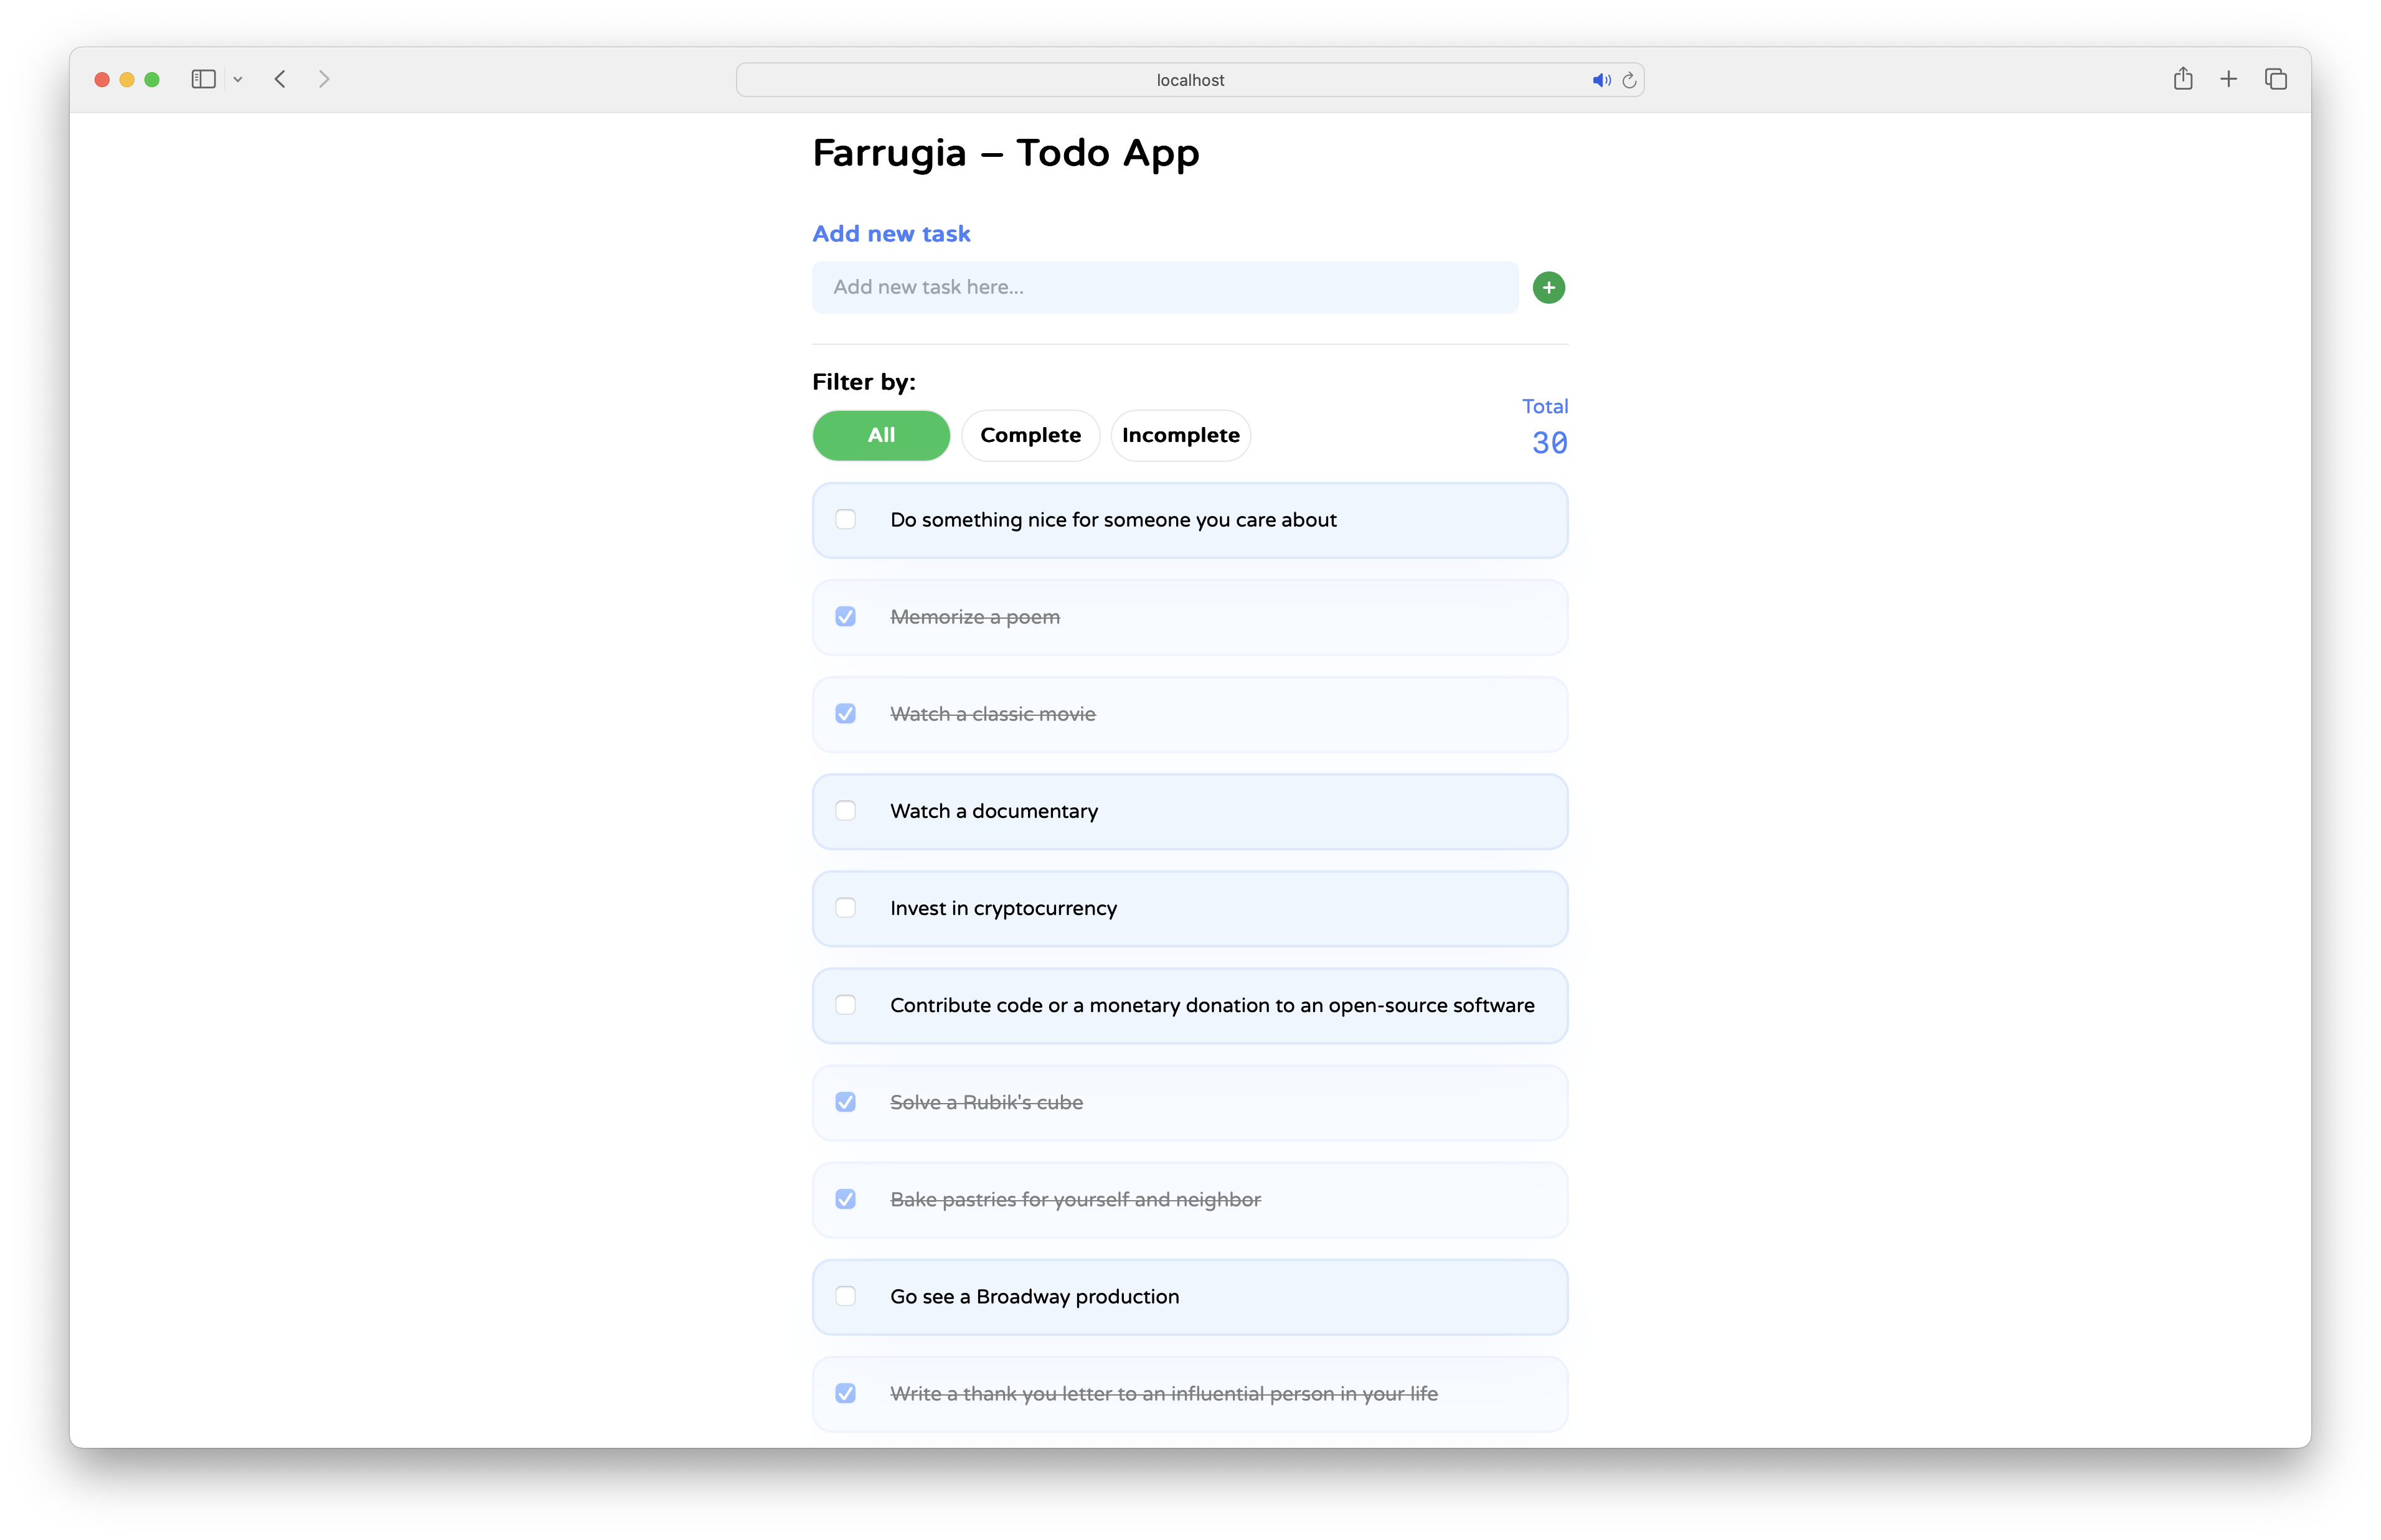 localhost
Farrugia – Todo App
Add new task
Add new task here...
Filter by:
All Complete Incomplete
Total
30
Do something nice for someone you care about
Memorize a poem
Watch a classic movie
Watch a documentary
Invest in cryptocurrency
Contribute code or a monetary donation to an open-source software
Solve a Rubik's cube
Bake pastries for yourself and neighbor
Go see a Broadway production
Write a thank you letter to an influential person in your life